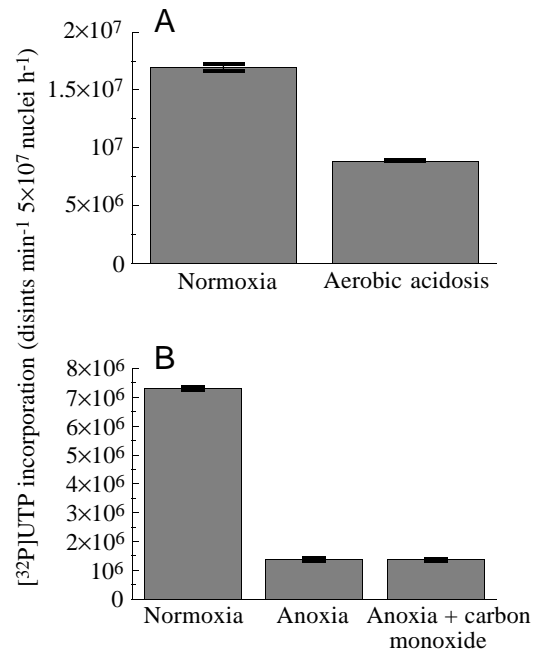 A
2×10⁷
1.5×10⁷
10⁷
5×10⁶
0
Normoxia Aerobic acidosis
[³²P]UTP incorporation (disints min⁻¹ 5×10⁷ nuclei h⁻¹)
B
8×10⁶
7×10⁶
6×10⁶
5×10⁶
4×10⁶
3×10⁶
2×10⁶
10⁶
0
Normoxia Anoxia Anoxia + carbon
monoxide